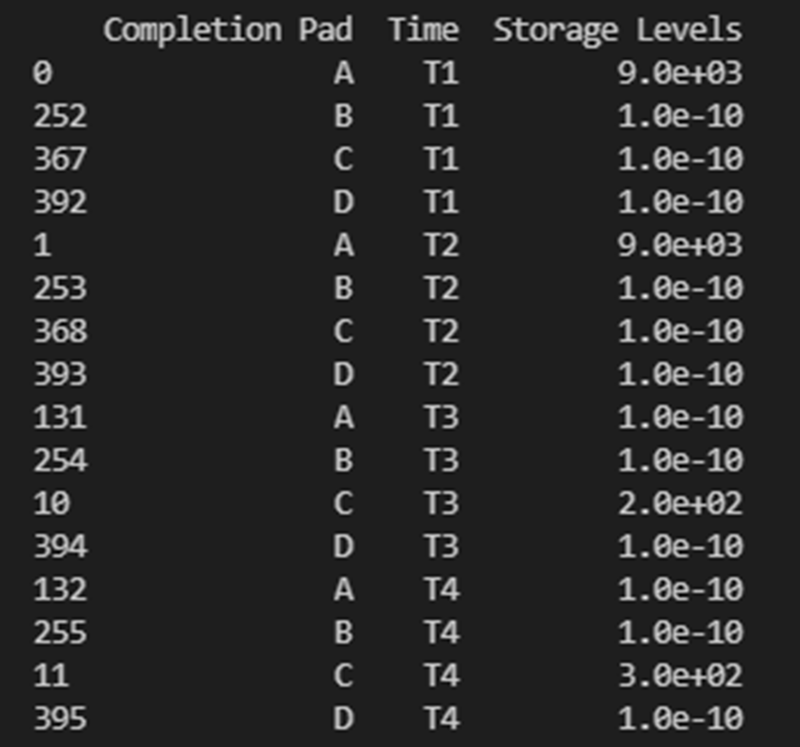 Completion Pad Time Storage Levels
0 A T1 9.0e+03
252 B T1 1.0e-10
367 C T1 1.0e-10
392 D T1 1.0e-10
1 A T2 9.0e+03
253 B T2 1.0e-10
368 C T2 1.0e-10
393 D T2 1.0e-10
131 A T3 1.0e-10
254 B T3 1.0e-10
10 C T3 2.0e+02
394 D T3 1.0e-10
132 A T4 1.0e-10
255 B T4 1.0e-10
11 C T4 3.0e+02
395 D T4 1.0e-10